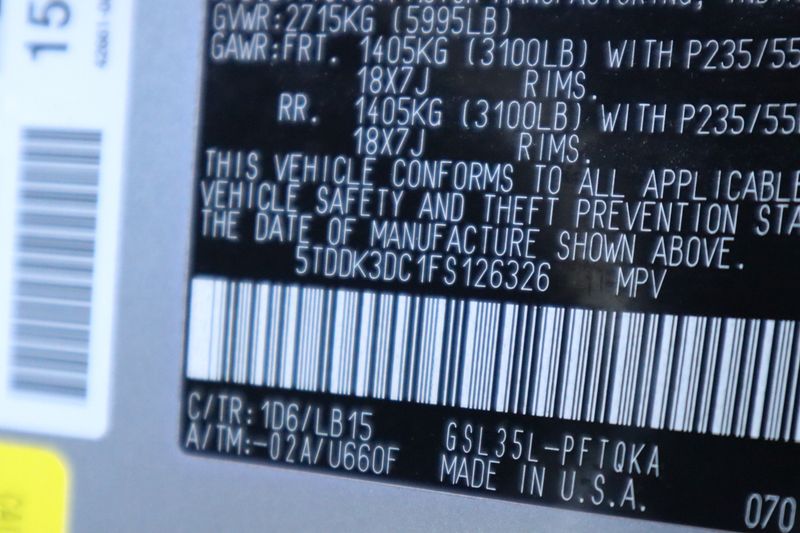 15
GVWR:2715KG (5995LB)
GAWR:FRT. 1405KG (3100LB) WITH P235/55
18X7J RIMS.
RR. 1405KG (3100LB) WITH P235/55
18X7J RIMS.
THIS VEHICLE CONFORMS TO ALL APPLICABLE
VEHICLE SAFETY AND THEFT PREVENTION STA
THE DATE OF MANUFACTURE SHOWN ABOVE.
5TDDK3DC1FS126326 MPV
C/TR:1D6/LB15
A/TM:-02A/U660F
GSL35L-PFTQKA
MADE IN U.S.A.
070